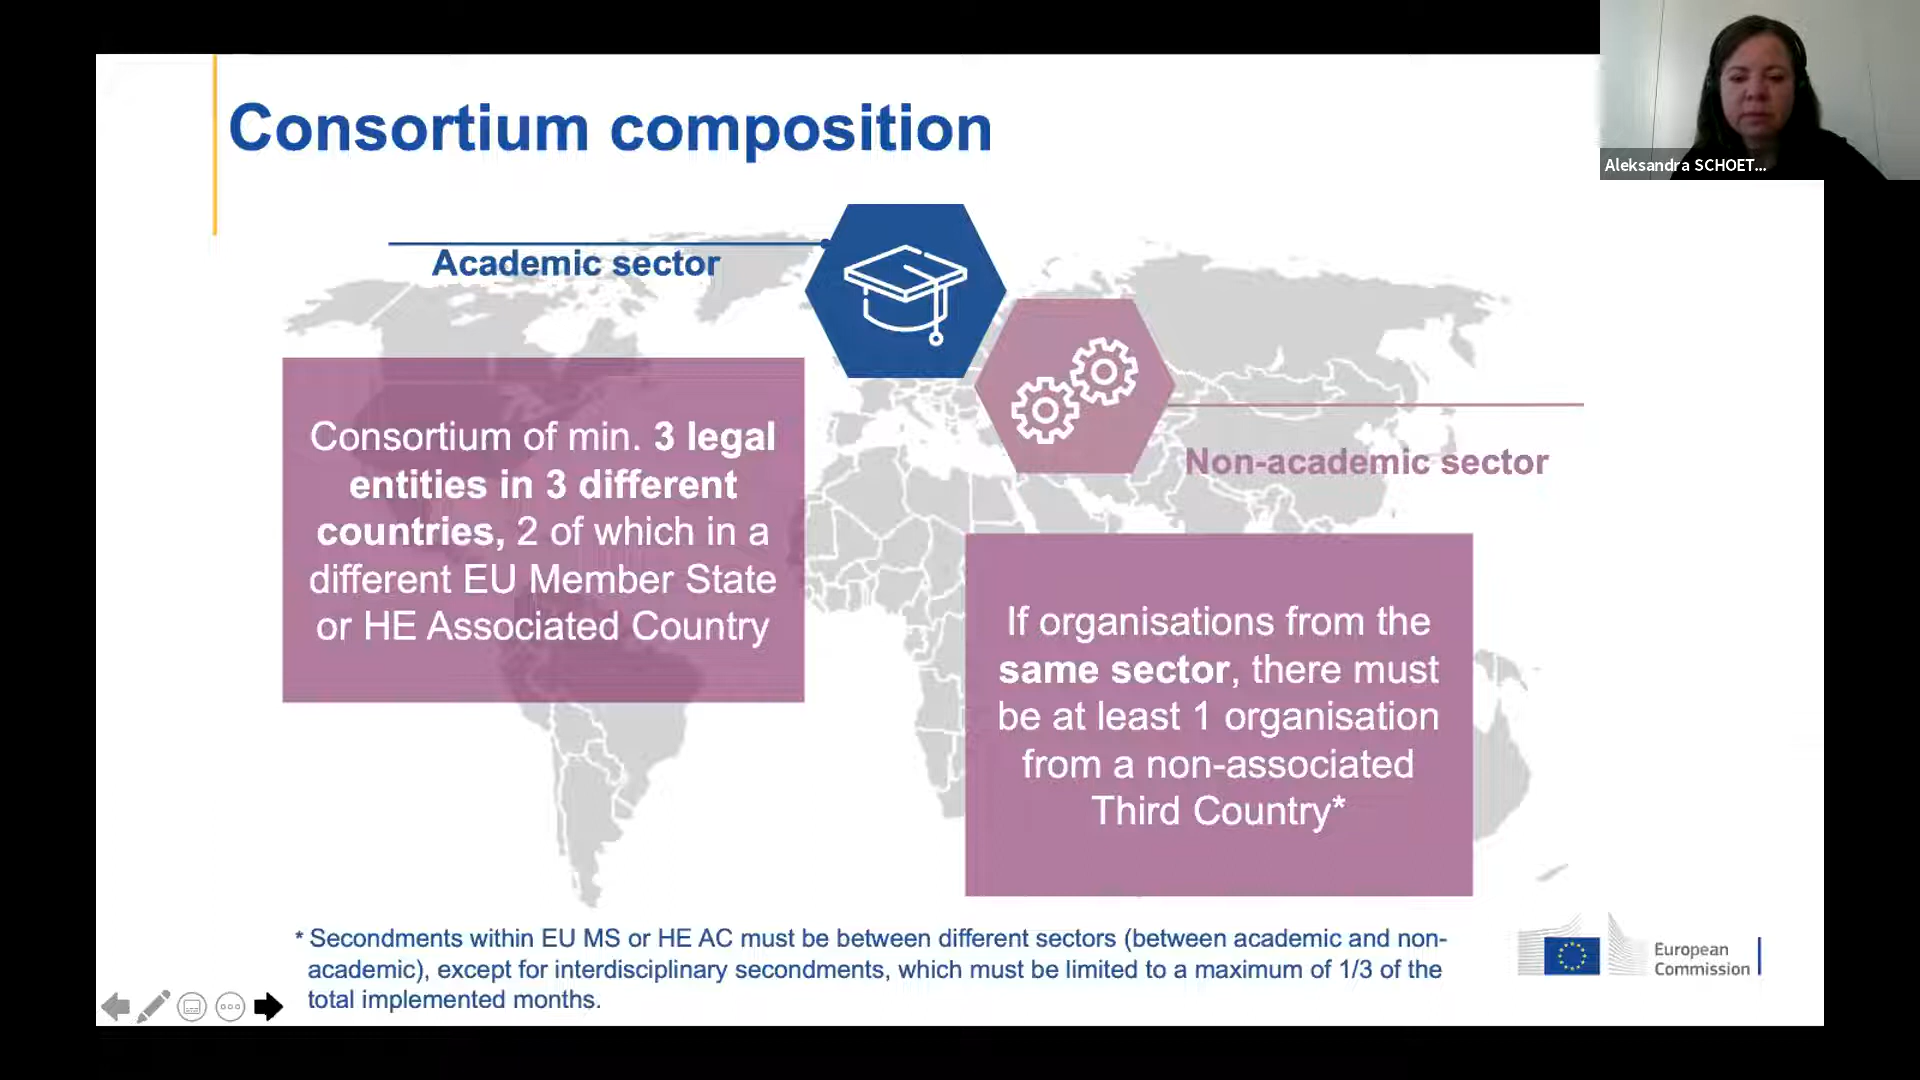 Consortium composition
Aleksandra SCHOET...
Academic sector
Consortium of min. 3 legal
entities in 3 different
countries, 2 of which in a
different EU Member State
or HE Associated Country
Non-academic sector
If organisations from the
same sector, there must
be at least 1 organisation
from a non-associated
Third Country*
* Secondments within EU MS or HE AC must be between different sectors (between academic and non-
academic), except for interdisciplinary secondments, which must be limited to a maximum of 1/3 of the
total implemented months.
European
Commission